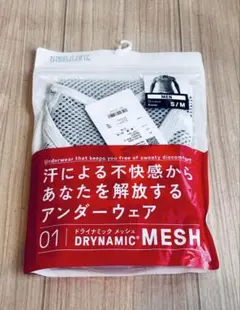 MEN
S/M
Underwear that keeps you free of sweaty discomfort
汗による不快感から
あなたを解放する
アンダーウェア
01
ドライナミック メッシュ
DRYNAMIC® MESH